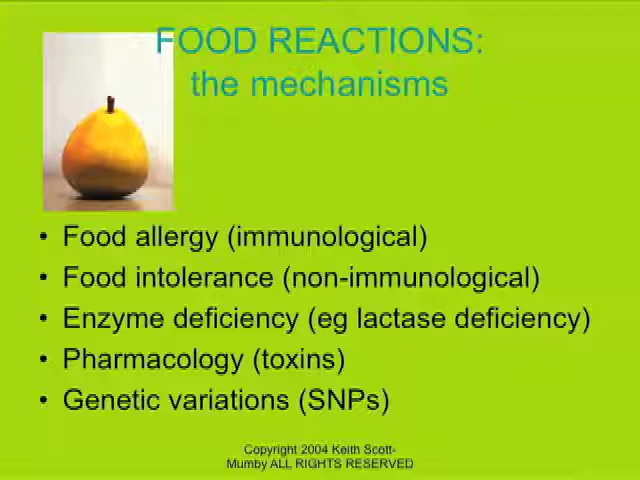 FOOD REACTIONS:
the mechanisms
• Food allergy (immunological)
• Food intolerance (non-immunological)
• Enzyme deficiency (eg lactase deficiency)
• Pharmacology (toxins)
• Genetic variations (SNPs)
Copyright 2004 Keith Scott-
Mumby ALL RIGHTS RESERVED